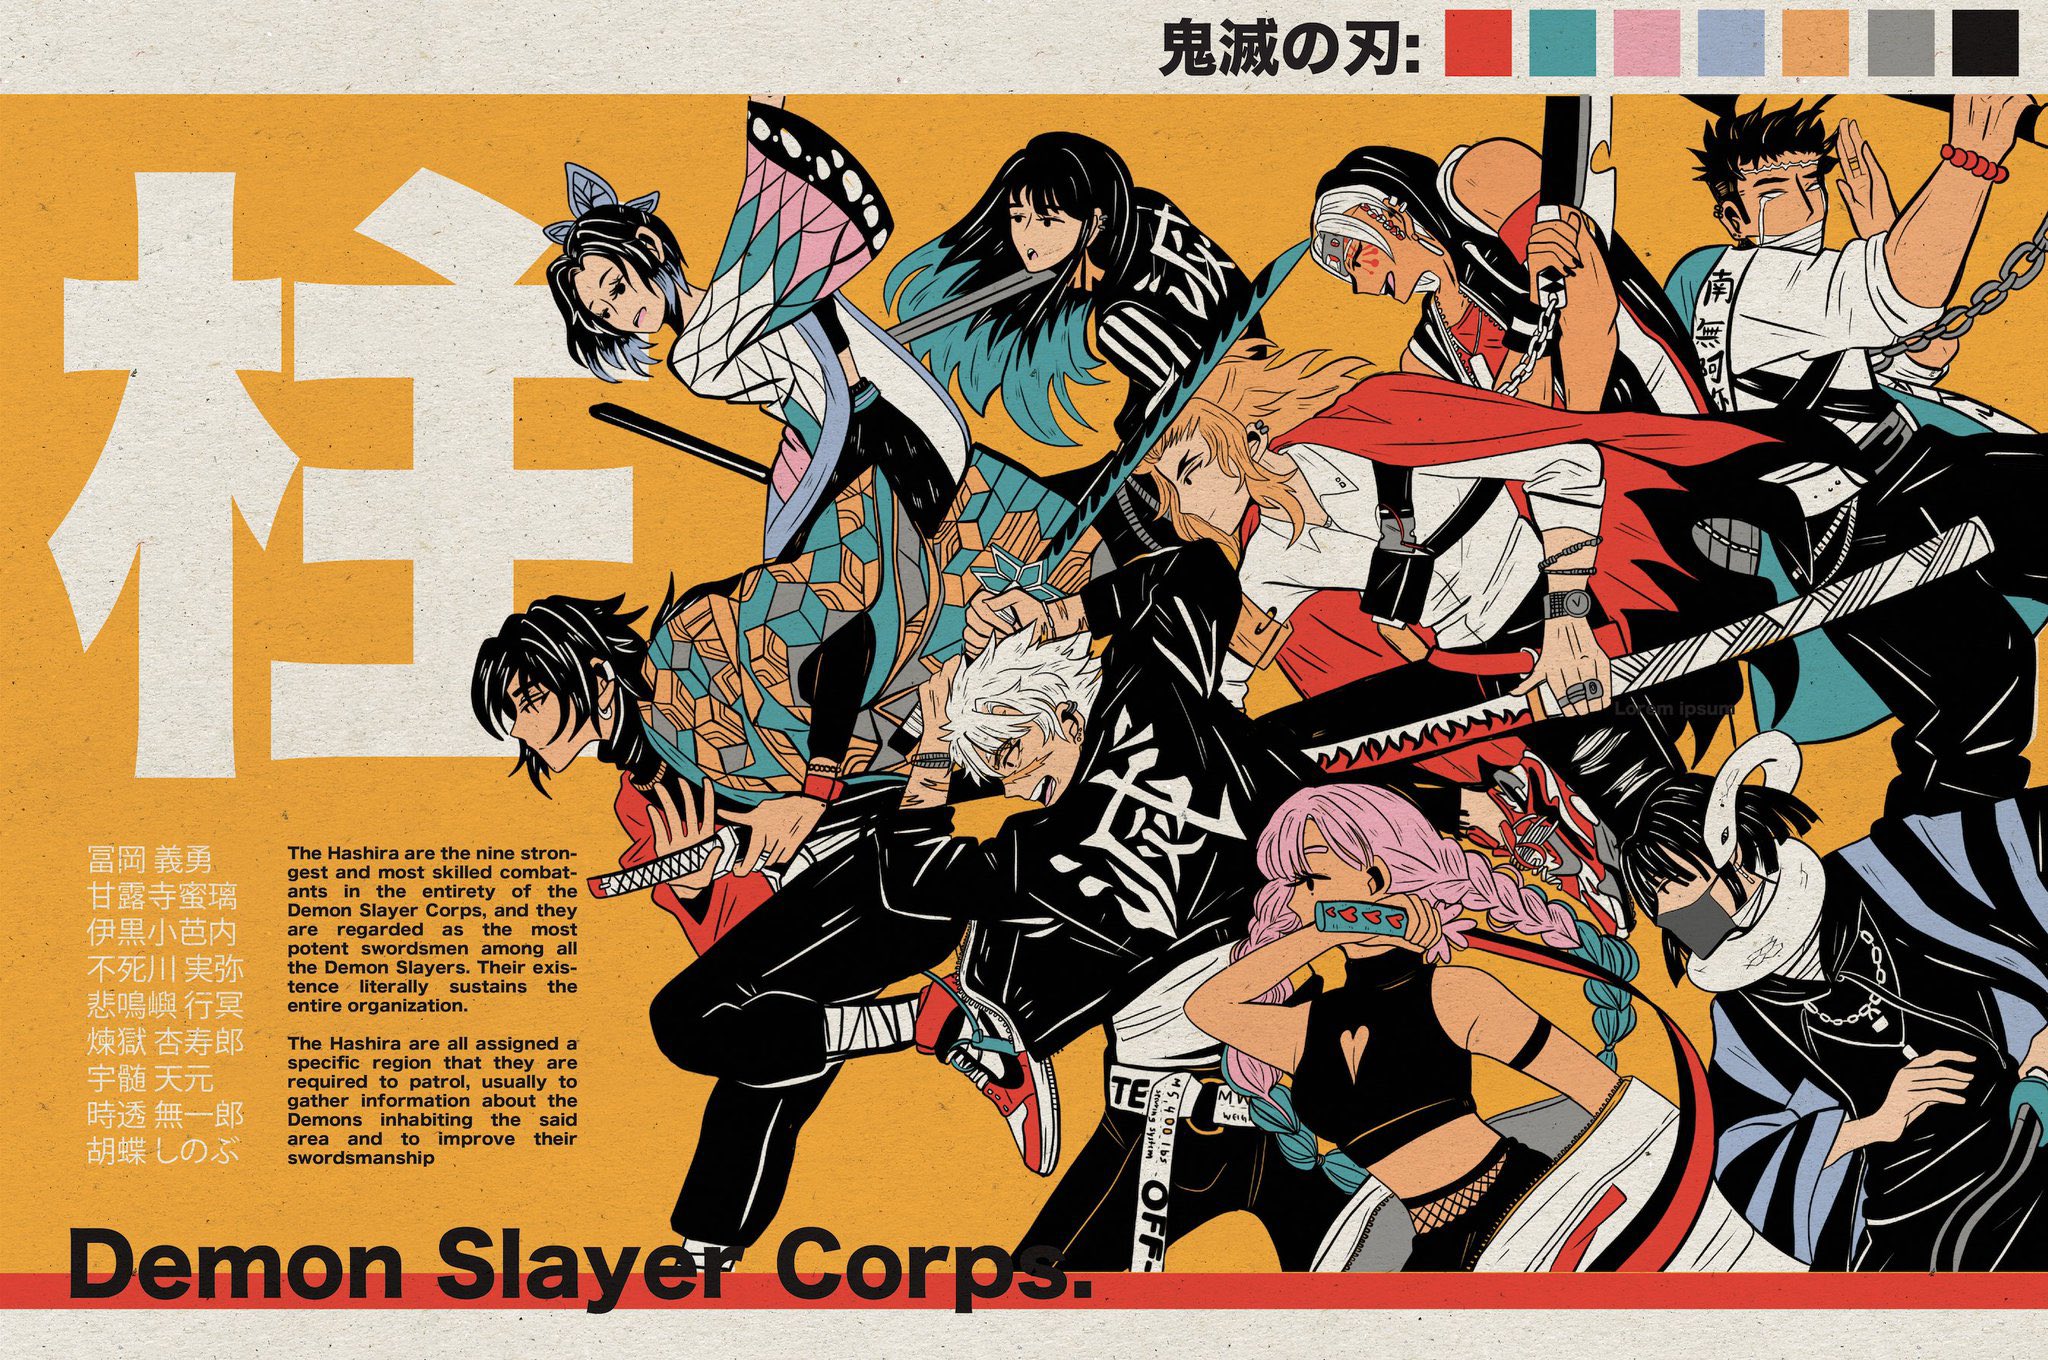 鬼滅の刃:
柱
滅
南
無
阿
弥
Lorem ipsum
滅
冨岡 義勇
甘露寺蜜璃
伊黒小芭内
不死川 実弥
悲鳴嶼 行冥
煉獄 杏寿郎
宇髄 天元
時透 無一郎
胡蝶 しのぶ
The Hashira are the nine stron-
gest and most skilled combat-
ants in the entirety of the
Demon Slayer Corps, and they
are regarded as the most
potent swordsmen among all
the Demon Slayers. Their exis-
tence literally sustains the
entire organization.
The Hashira are all assigned a
specific region that they are
required to patrol, usually to
gather information about the
Demons inhabiting the said
area and to improve their
swordsmanship
TE
OFF-
Demon Slayer Corps.